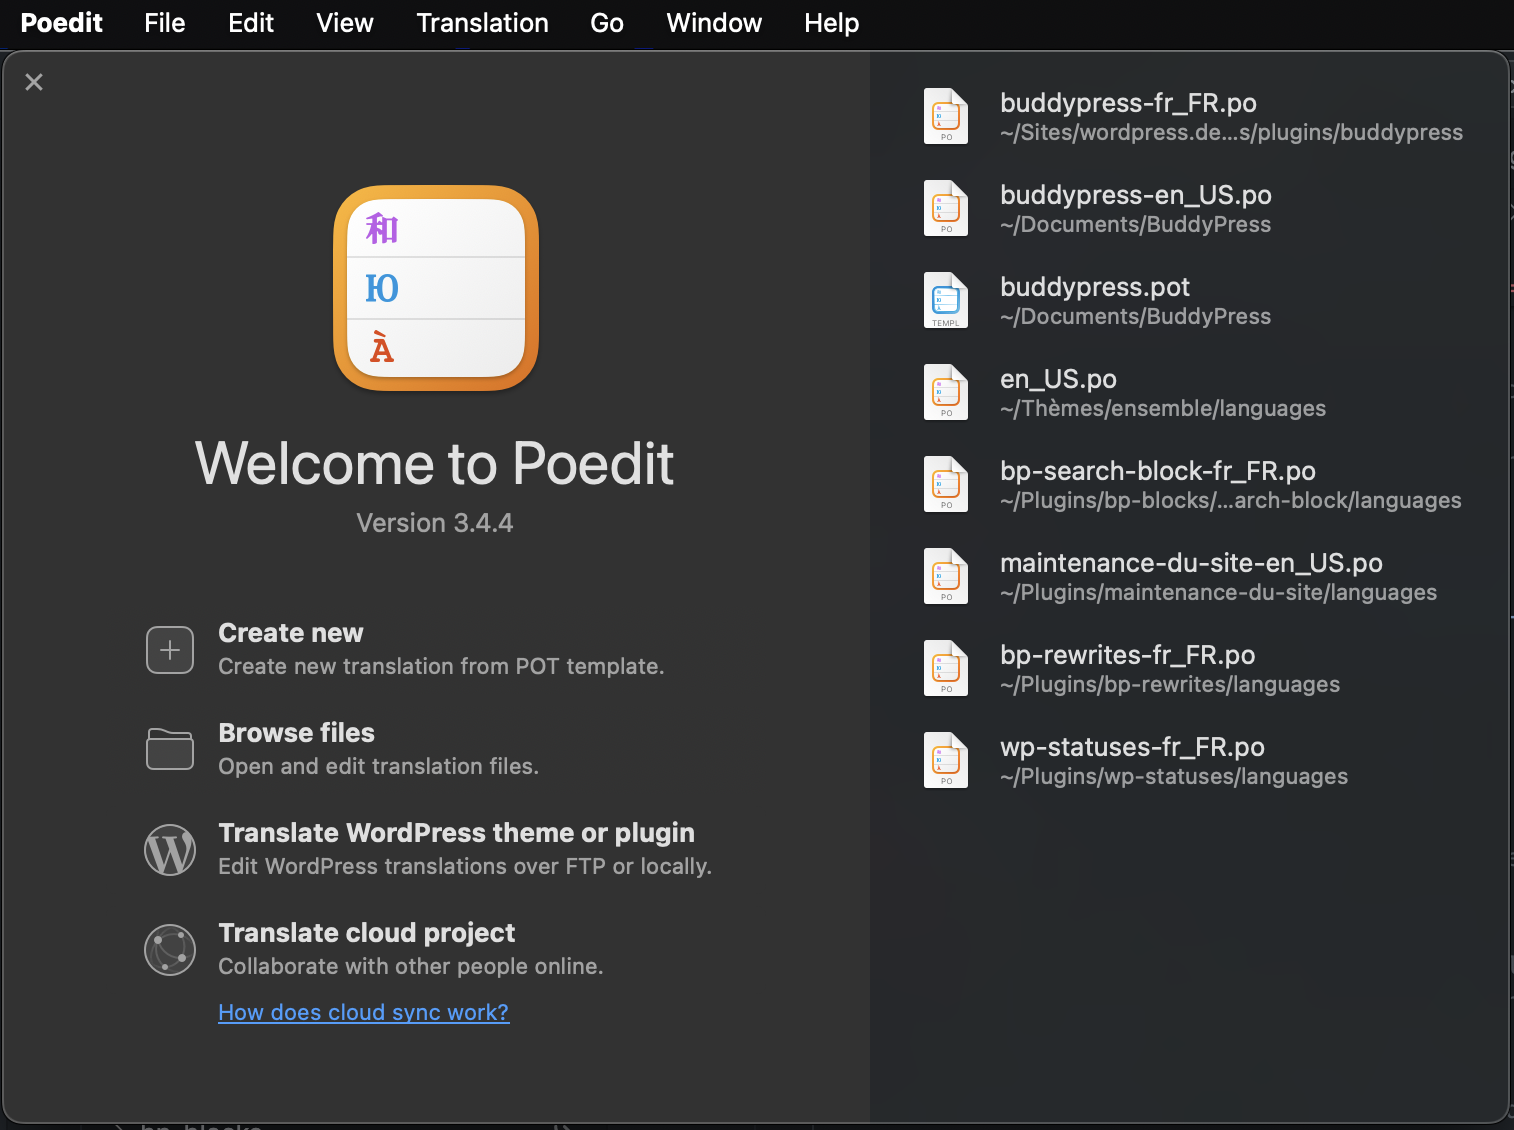 Poedit File Edit View Translation Go Window Help
和
Ю
À
Welcome to Poedit
Version 3.4.4
Create new
Create new translation from POT template.
Browse files
Open and edit translation files.
Translate WordPress theme or plugin
Edit WordPress translations over FTP or locally.
Translate cloud project
Collaborate with other people online.
How does cloud sync work?
buddypress-fr_FR.po
~/Sites/wordpress.de...s/plugins/buddypress
buddypress-en_US.po
~/Documents/BuddyPress
buddypress.pot
~/Documents/BuddyPress
en_US.po
~/Thèmes/ensemble/languages
bp-search-block-fr_FR.po
~/Plugins/bp-blocks/...arch-block/languages
maintenance-du-site-en_US.po
~/Plugins/maintenance-du-site/languages
bp-rewrites-fr_FR.po
~/Plugins/bp-rewrites/languages
wp-statuses-fr_FR.po
~/Plugins/wp-statuses/languages
PO
PO
TEMPL
PO
PO
PO
PO
PO